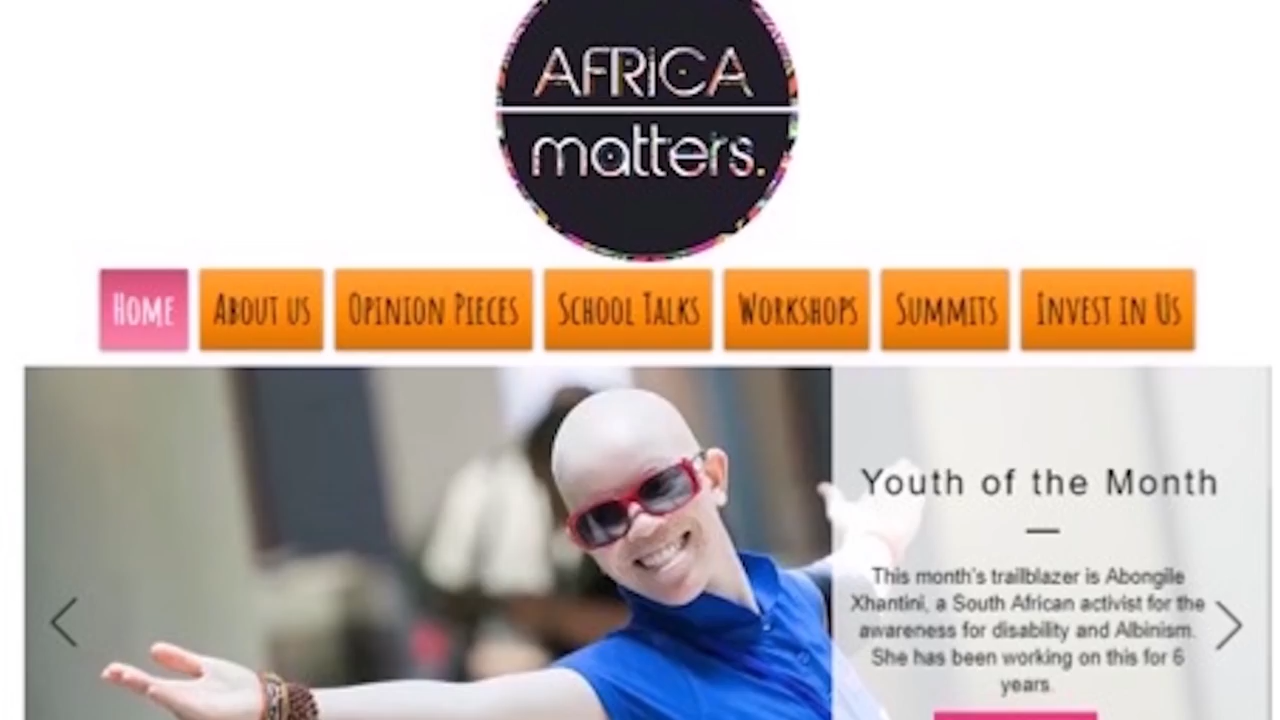 AFRiCA
matters.
HOME ABOUT US OPINION PIECES SCHOOL TALKS WORKSHOPS SUMMITS INVEST IN US
Youth of the Month
This month's trailblazer is Abongile
Xhantini, a South African activist for the
awareness for disability and Albinism.
She has been working on this for 6
years.